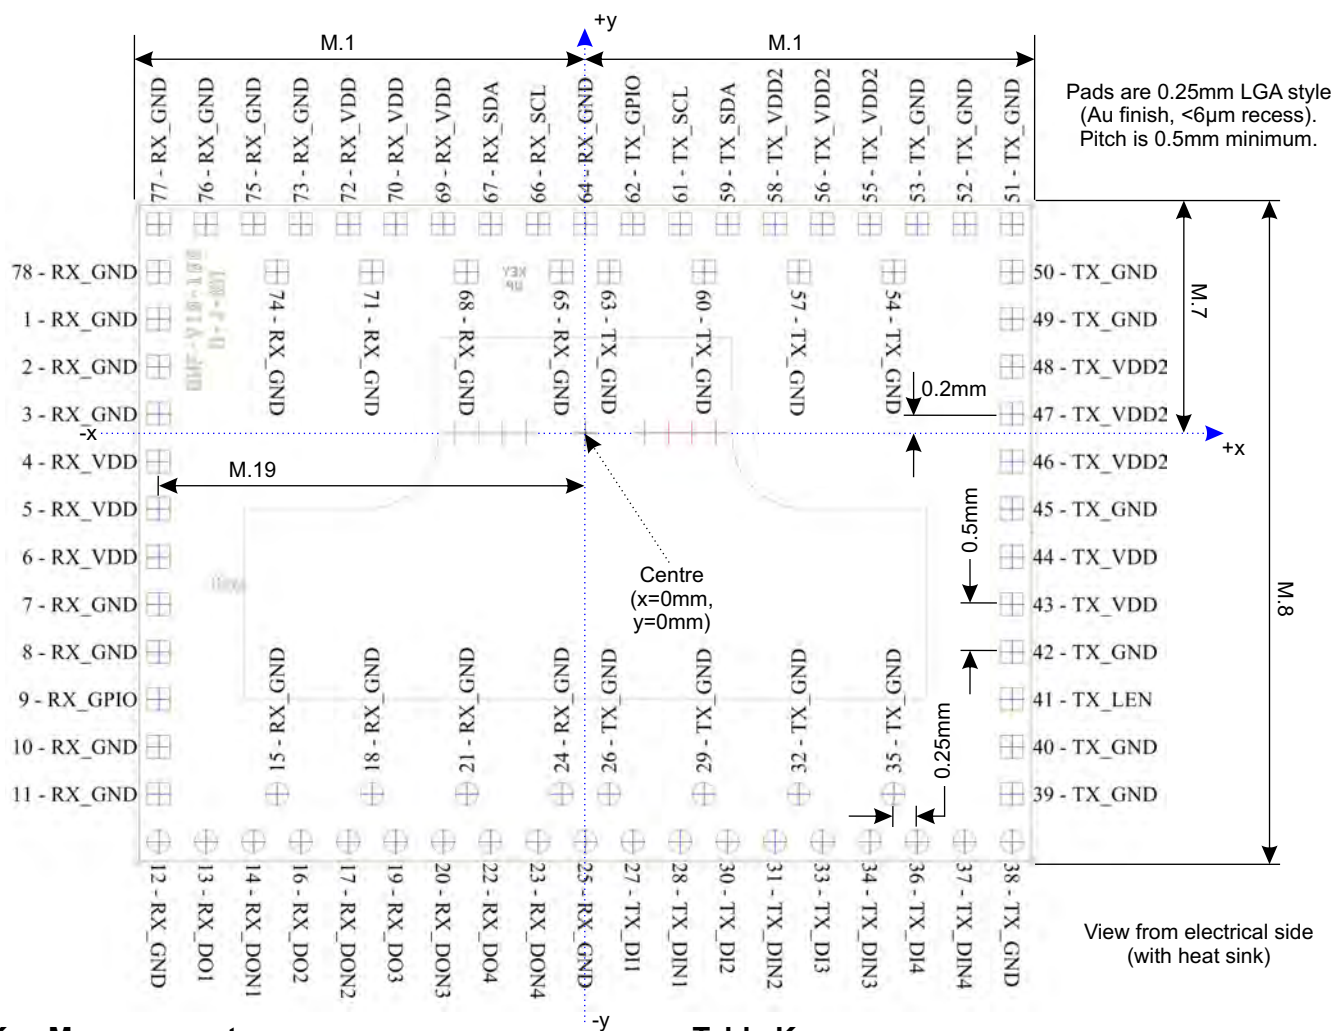 +y
M.1
M.1
77 - RX_GND
76 - RX_GND
75 - RX_GND
73 - RX_GND
72 - RX_VDD
70 - RX_VDD
69 - RX_VDD
67 - RX_SDA
66 - RX_SCL
64 - RX_GND
62 - TX_GPIO
61 - TX_SCL
59 - TX_SDA
58 - TX_VDD2
56 - TX_VDD2
55 - TX_VDD2
53 - TX_GND
52 - TX_GND
51 - TX_GND
Pads are 0.25mm LGA style
(Au finish, <6µm recess).
Pitch is 0.5mm minimum.
78 - RX_GND
1 - RX_GND
2 - RX_GND
3 - RX_GND
-x
4 - RX_VDD
5 - RX_VDD
6 - RX_VDD
7 - RX_GND
8 - RX_GND
9 - RX_GPIO
10 - RX_GND
11 - RX_GND
74 - RX_GND
71 - RX_GND
68 - RX_GND
65 - RX_GND
63 - TX_GND
60 - TX_GND
57 - TX_GND
54 - TX_GND
UP
KEY
50 - TX_GND
49 - TX_GND
48 - TX_VDD2
47 - TX_VDD2
+x
46 - TX_VDD2
45 - TX_GND
44 - TX_VDD
43 - TX_VDD
42 - TX_GND
41 - TX_LEN
40 - TX_GND
39 - TX_GND
M.7
M.8
0.2mm
M.19
0.5mm
Centre
(x=0mm,
y=0mm)
0.25mm
15 - RX_GND
18 - RX_GND
21 - RX_GND
24 - RX_GND
26 - TX_GND
29 - TX_GND
32 - TX_GND
35 - TX_GND
12 - RX_GND
13 - RX_DO1
14 - RX_DON1
16 - RX_DO2
17 - RX_DON2
19 - RX_DO3
20 - RX_DON3
22 - RX_DO4
23 - RX_DON4
25 - RX_GND
27 - TX_DI1
28 - TX_DIN1
30 - TX_DI2
31 - TX_DIN2
33 - TX_DI3
34 - TX_DIN3
36 - TX_DI4
37 - TX_DIN4
38 - TX_GND
View from electrical side
(with heat sink)
-y